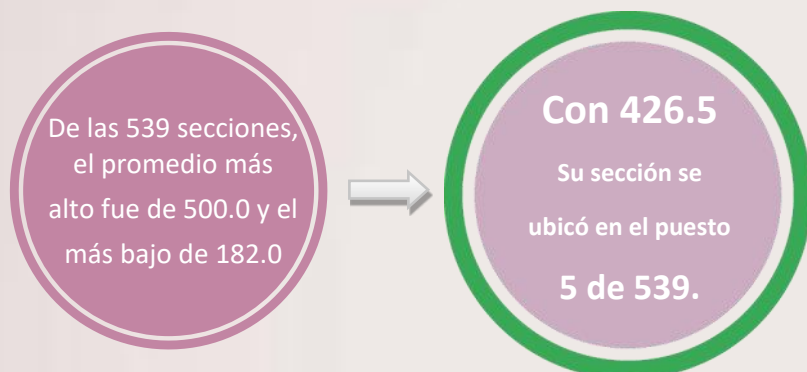 De las 539 secciones,
el promedio más
alto fue de 500.0 y el
más bajo de 182.0
Con 426.5
Su sección se
ubicó en el puesto
5 de 539.